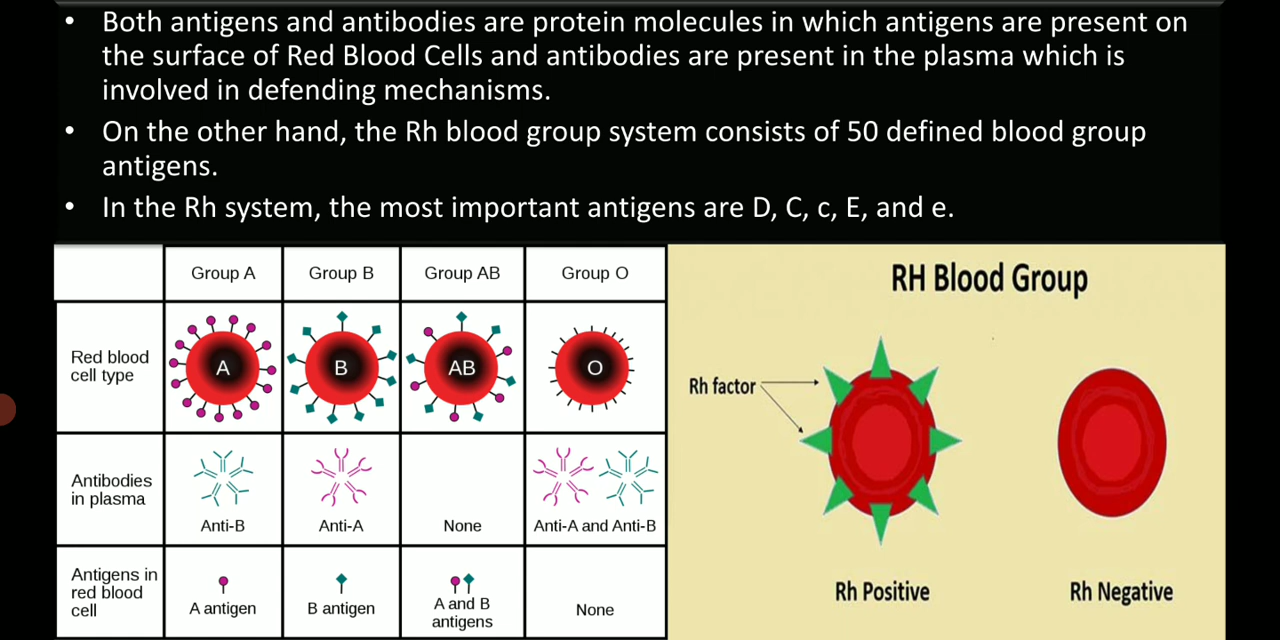 • Both antigens and antibodies are protein molecules in which antigens are present on
the surface of Red Blood Cells and antibodies are present in the plasma which is
involved in defending mechanisms.
• On the other hand, the Rh blood group system consists of 50 defined blood group
antigens.
• In the Rh system, the most important antigens are D, C, c, E, and e.
Group A
Group B
Group AB
Group O
Red blood
cell type
A
B
AB
O
Antibodies
in plasma
Anti-B
Anti-A
None
Anti-A and Anti-B
Antigens in
red blood
cell
A antigen
B antigen
A and B
antigens
None
RH Blood Group
Rh factor
Rh Positive
Rh Negative